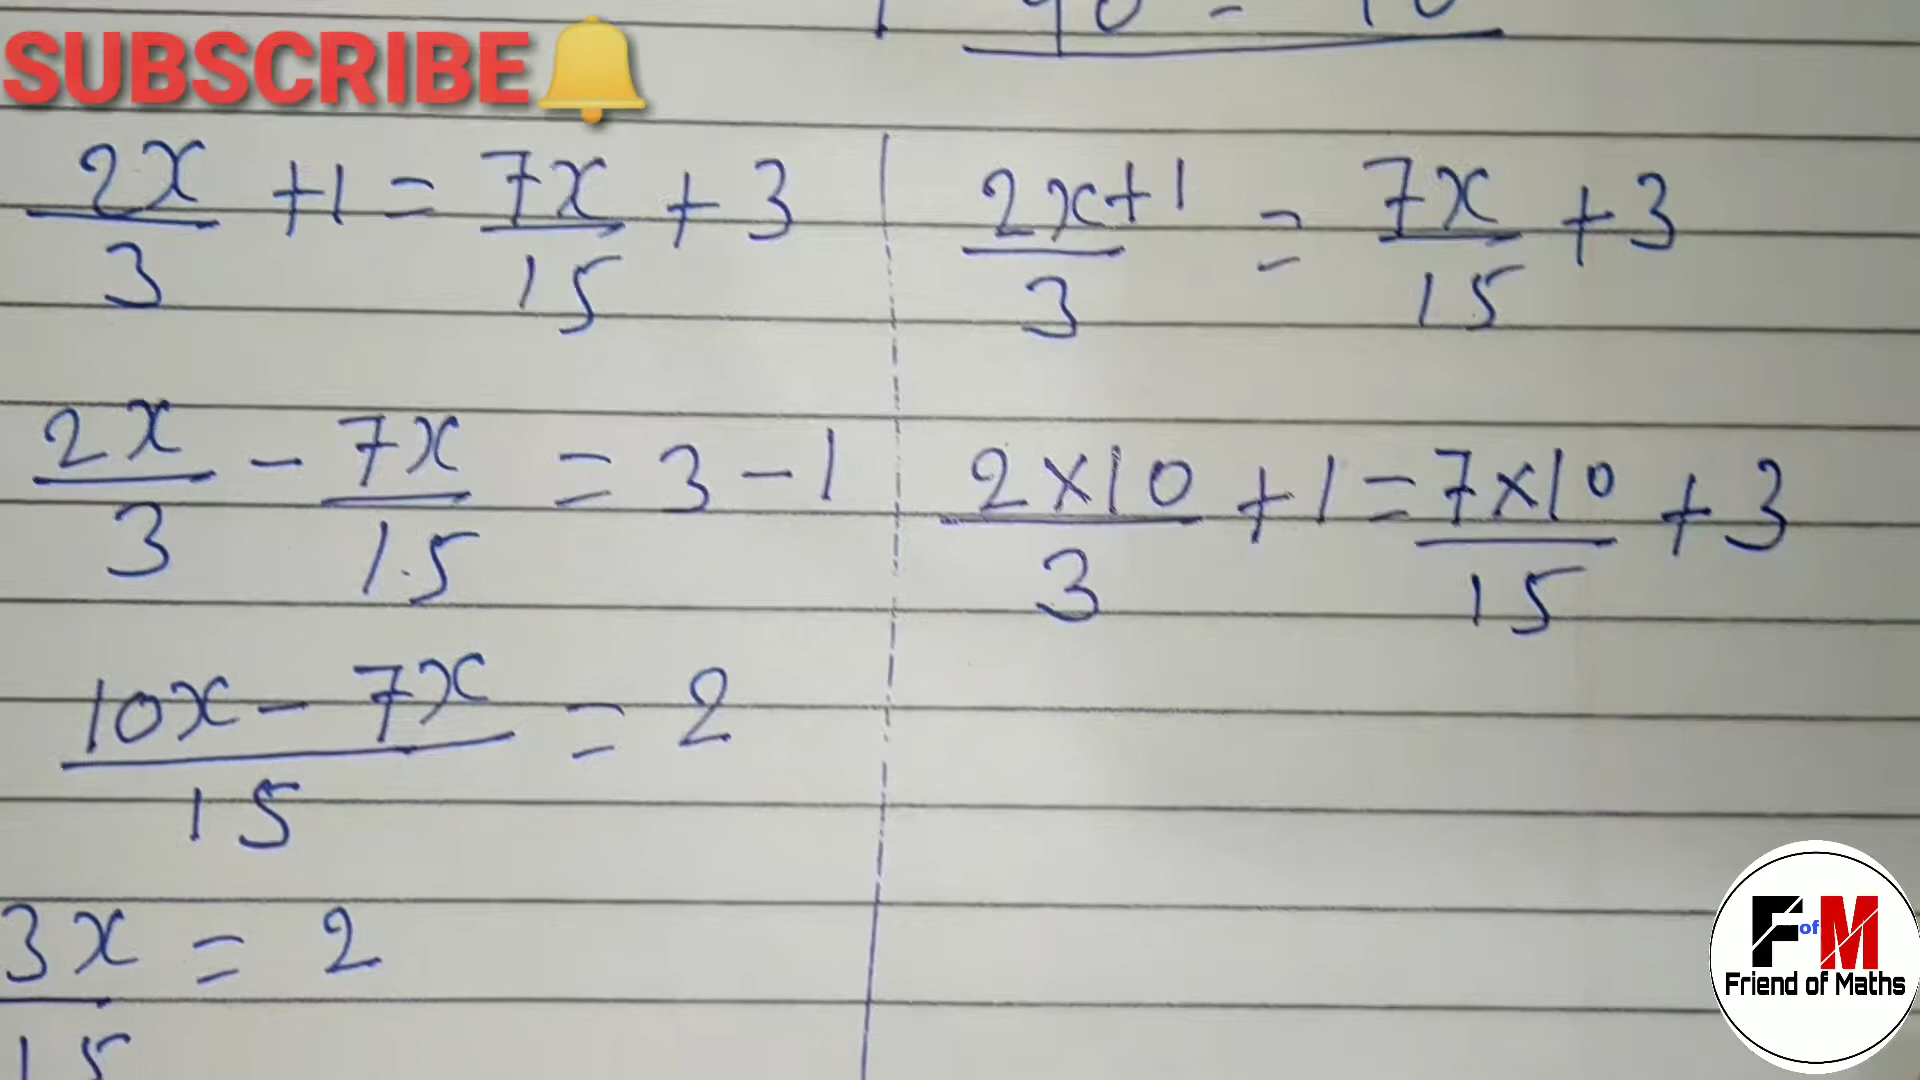 SUBSCRIBE
2x/3 + 1 = 7x/15 + 3
2x/3 - 7x/15 = 3 - 1
10x - 7x/15 = 2
3x/15 = 2
2x+1/3 = 7x/15 + 3
2×10/3 + 1 = 7×10/15 + 3
F of M
Friend of Maths